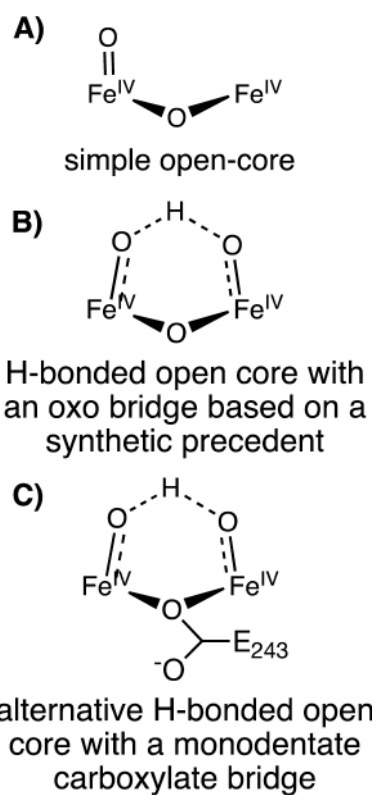 A)
O
Fe^IV Fe^IV
O
simple open-core
B)
H
O O
Fe^IV Fe^IV
O
H-bonded open core with
an oxo bridge based on a
synthetic precedent
C)
H
O O
Fe^IV Fe^IV
O
E_243
-O
alternative H-bonded open
core with a monodentate
carboxylate bridge